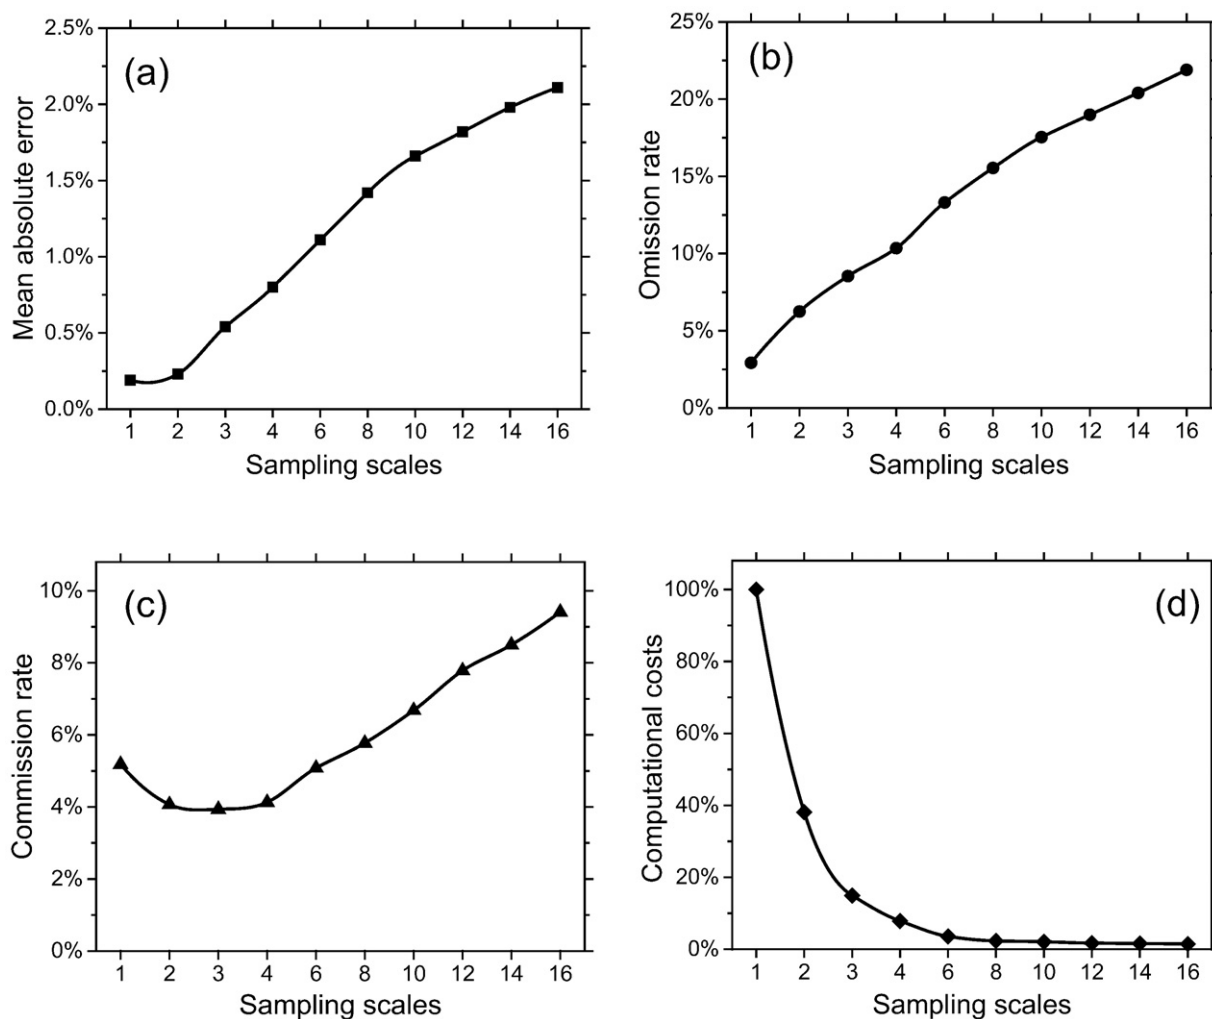 (a)
Mean absolute error
2.5%
2.0%
1.5%
1.0%
0.5%
0.0%
1 2 3 4 6 8 10 12 14 16
Sampling scales
(b)
Omission rate
25%
20%
15%
10%
5%
0%
1 2 3 4 6 8 10 12 14 16
Sampling scales
(c)
Commission rate
10%
8%
6%
4%
2%
0%
1 2 3 4 6 8 10 12 14 16
Sampling scales
(d)
Computational costs
100%
80%
60%
40%
20%
0%
1 2 3 4 6 8 10 12 14 16
Sampling scales